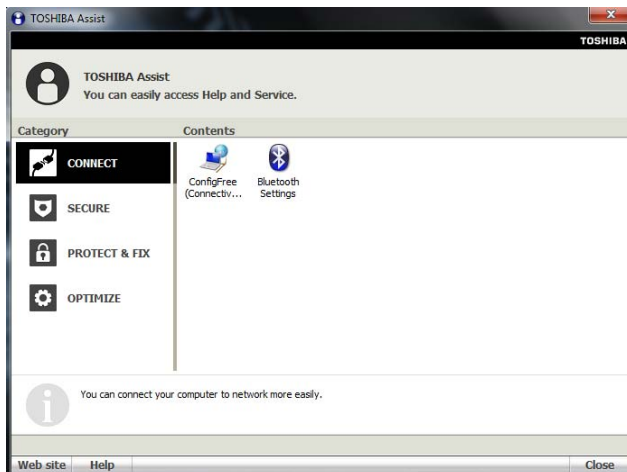 TOSHIBA Assist
TOSHIBA
TOSHIBA Assist
You can easily access Help and Service.
Category
Contents
CONNECT
SECURE
PROTECT & FIX
OPTIMIZE
ConfigFree
(Connectiv...
Bluetooth
Settings
You can connect your computer to network more easily.
Web site
Help
Close